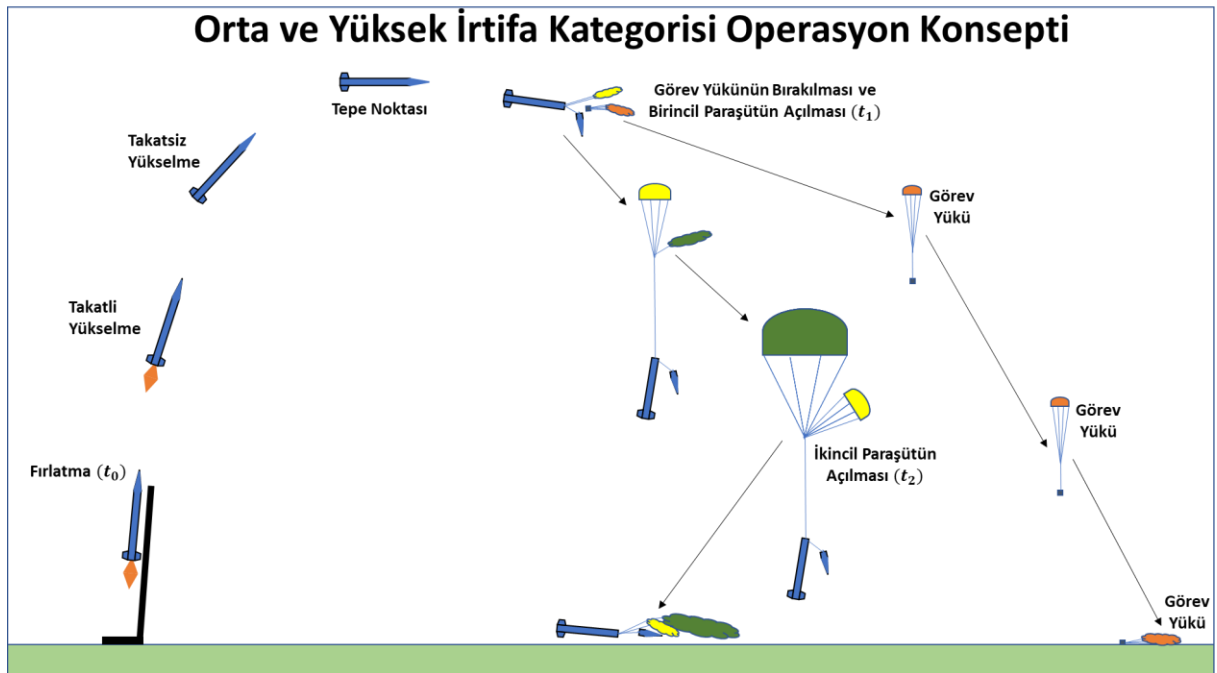 Orta ve Yüksek İrtifa Kategorisi Operasyon Konsepti
Tepe Noktası
Görev Yükünün Bırakılması ve
Birincil Paraşütün Açılması (t₁)
Takatsiz
Yükselme
Görev
Yükü
Takatli
Yükselme
Görev
Yükü
İkincil Paraşütün
Açılması (t₂)
Fırlatma (t₀)
Görev
Yükü